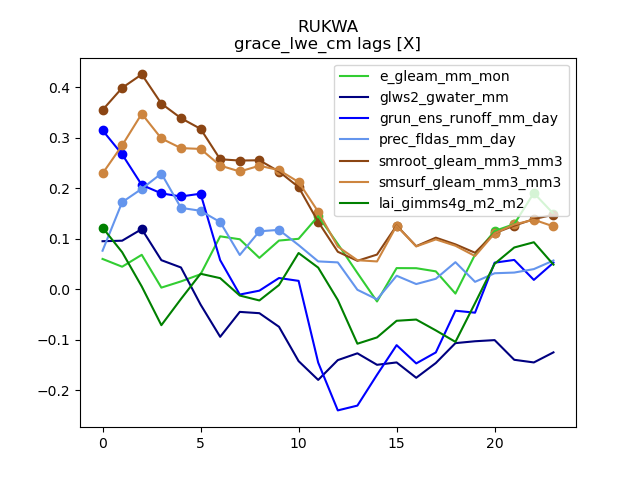 RUKWA
grace_lwe_cm lags [X]
e_gleam_mm_mon
glws2_gwater_mm
grun_ens_runoff_mm_day
prec_fldas_mm_day
smroot_gleam_mm3_mm3
smsurf_gleam_mm3_mm3
lai_gimms4g_m2_m2
0.4
0.3
0.2
0.1
0.0
−0.1
−0.2
0 5 10 15 20